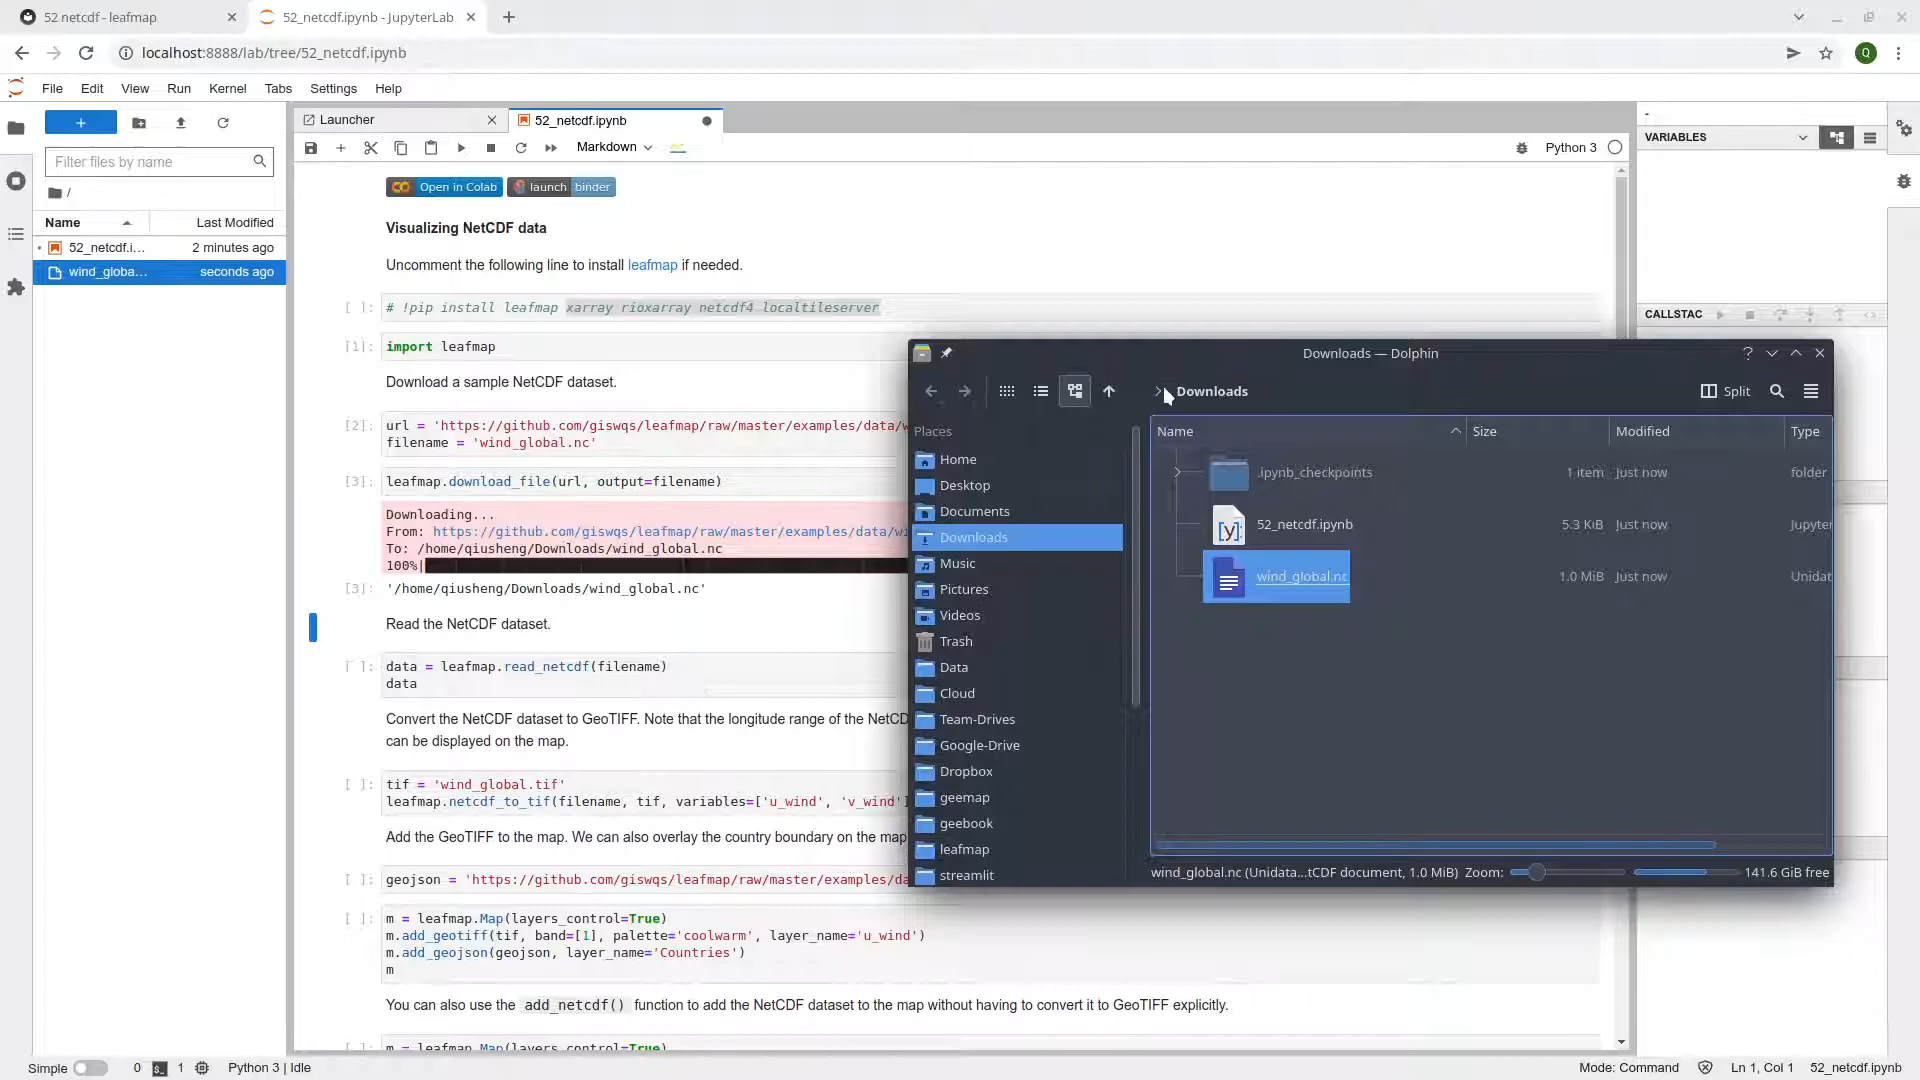 52 netcdf - leafmap
52_netcdf.ipynb - JupyterLab
localhost:8888/lab/tree/52_netcdf.ipynb
Q
File Edit View Run Kernel Tabs Settings Help
Launcher
52_netcdf.ipynb
-
Filter files by name
/
Name Last Modified
52_netcdf.i... 2 minutes ago
wind_globa... seconds ago
Markdown
Python 3
VARIABLES
CALLSTAC
Open in Colab launch binder
Visualizing NetCDF data
Uncomment the following line to install leafmap if needed.
[ ]: # !pip install leafmap xarray rioxarray netcdf4 localtileserver
[1]: import leafmap
Download a sample NetCDF dataset.
[2]: url = 'https://github.com/giswqs/leafmap/raw/master/examples/data/w
filename = 'wind_global.nc'
[3]: leafmap.download_file(url, output=filename)
Downloading...
From: https://github.com/giswqs/leafmap/raw/master/examples/data/wi
To: /home/qiusheng/Downloads/wind_global.nc
100%|
[3]: '/home/qiusheng/Downloads/wind_global.nc'
Read the NetCDF dataset.
[ ]: data = leafmap.read_netcdf(filename)
data
Convert the NetCDF dataset to GeoTIFF. Note that the longitude range of the NetCD
can be displayed on the map.
[ ]: tif = 'wind_global.tif'
leafmap.netcdf_to_tif(filename, tif, variables=['u_wind', 'v_wind']
Add the GeoTIFF to the map. We can also overlay the country boundary on the map
[ ]: geojson = 'https://github.com/giswqs/leafmap/raw/master/examples/da
[ ]: m = leafmap.Map(layers_control=True)
m.add_geotiff(tif, band=[1], palette='coolwarm', layer_name='u_wind')
m.add_geojson(geojson, layer_name='Countries')
m
You can also use the add_netcdf() function to add the NetCDF dataset to the map without having to convert it to GeoTIFF explicitly.
[ ]: m = leafmap.Map(layers_control=True)
Downloads — Dolphin
Downloads
Split
Places
Home
Desktop
Documents
Downloads
Music
Pictures
Videos
Trash
Data
Cloud
Team-Drives
Google-Drive
Dropbox
geemap
geebook
leafmap
streamlit
Name Size Modified Type
.ipynb_checkpoints 1 item Just now folder
52_netcdf.ipynb 5.3 KiB Just now Jupyter
wind_global.nc 1.0 MiB Just now Unidat
wind_global.nc (Unidata...tCDF document, 1.0 MiB) Zoom: 141.6 GiB free
Simple 0 1 Python 3 | Idle Mode: Command Ln 1, Col 1 52_netcdf.ipynb